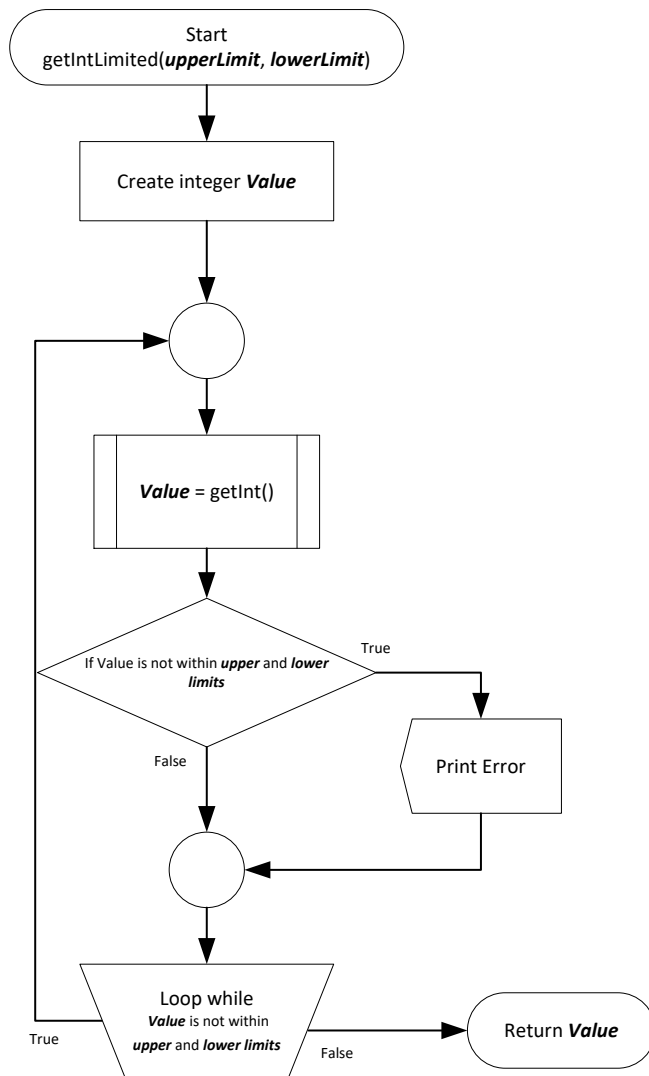 Start
getIntLimited(upperLimit, lowerLimit)
Create integer Value
Value = getInt()
If Value is not within upper and lower
limits
True
False
Print Error
Loop while
Value is not within
upper and lower limits
True
False
Return Value